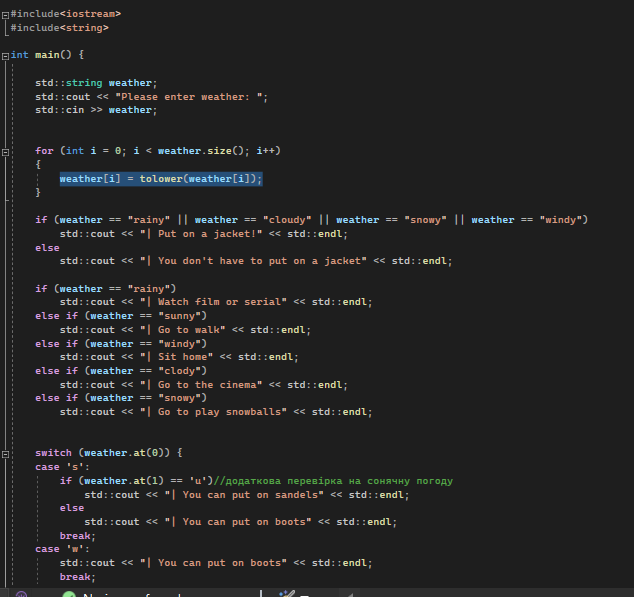 #include<iostream>
#include<string>
int main() {
std::string weather;
std::cout << "Please enter weather: ";
std::cin >> weather;
for (int i = 0; i < weather.size(); i++)
{
weather[i] = tolower(weather[i]);
}
if (weather == "rainy" || weather == "cloudy" || weather == "snowy" || weather == "windy")
std::cout << "| Put on a jacket!" << std::endl;
else
std::cout << "| You don't have to put on a jacket" << std::endl;
if (weather == "rainy")
std::cout << "| Watch film or serial" << std::endl;
else if (weather == "sunny")
std::cout << "| Go to walk" << std::endl;
else if (weather == "windy")
std::cout << "| Sit home" << std::endl;
else if (weather == "clody")
std::cout << "| Go to the cinema" << std::endl;
else if (weather == "snowy")
std::cout << "| Go to play snowballs" << std::endl;
switch (weather.at(0)) {
case 's':
if (weather.at(1) == 'u')//додаткова перевірка на сонячну погоду
std::cout << "| You can put on sandels" << std::endl;
else
std::cout << "| You can put on boots" << std::endl;
break;
case 'w':
std::cout << "| You can put on boots" << std::endl;
break;